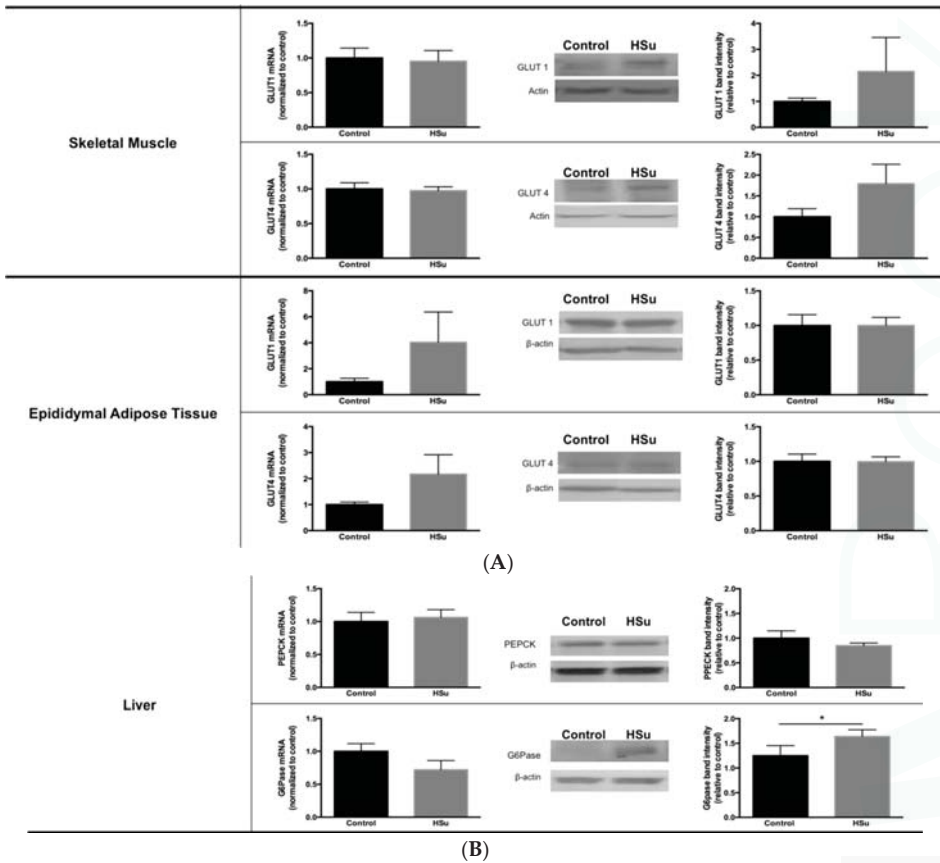 Skeletal Muscle
GLUT1 mRNA
(normalized to control)
1.5
1.0
0.5
0.0
Control HSu
Control HSu
GLUT 1
Actin
GLUT 1 band intensity
(relative to control)
4
3
2
1
0
Control HSu
GLUT4 mRNA
(normalized to control)
1.5
1.0
0.5
0.0
Control HSu
Control HSu
GLUT 4
Actin
GLUT 4 band intensity
(relative to control)
2.5
2.0
1.5
1.0
0.5
0.0
Control HSu
Epididymal Adipose Tissue
GLUT1 mRNA
(normalized to control)
8
6
4
2
0
Control HSu
Control HSu
GLUT 1
β-actin
GLUT1 band intensity
(relative to control)
1.5
1.0
0.5
0.0
Control HSu
GLUT4 mRNA
(normalized to control)
4
3
2
1
0
Control HSu
Control HSu
GLUT 4
β-actin
GLUT4 band intensity
(relative to control)
1.5
1.0
0.5
0.0
Control HSu
(A)
Liver
PEPCK mRNA
(normalized to control)
1.5
1.0
0.5
0.0
Control HSu
Control HSu
PEPCK
β-actin
PPECK band intensity
(relative to control)
2.0
1.5
1.0
0.5
0.0
Control HSu
G6Pase mRNA
(normalized to control)
1.5
1.0
0.5
0.0
Control HSu
Control HSu
G6Pase
β-actin
G6pase band intensity
(relative to control)
2.0
1.5
1.0
0.5
0.0
*
Control HSu
(B)